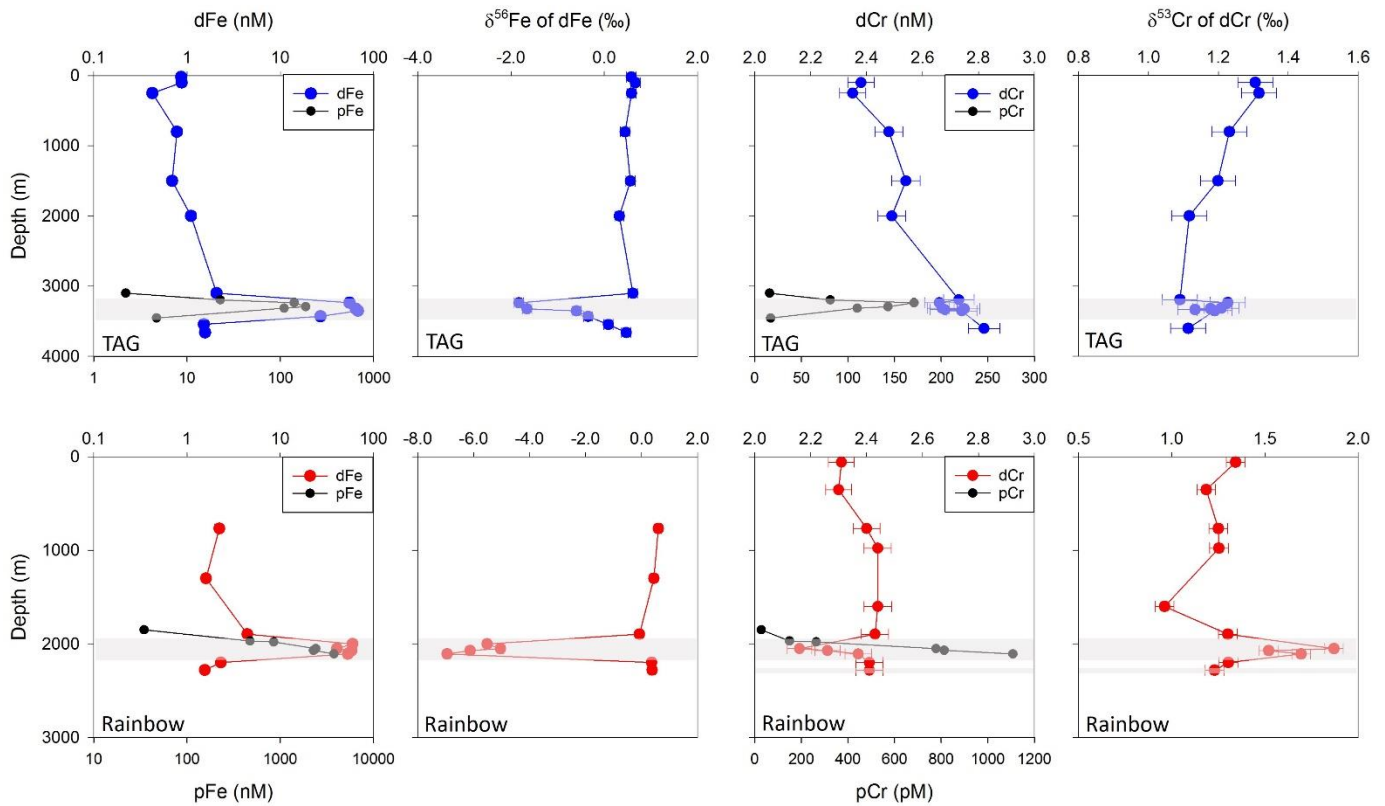 dFe (nM) δ⁵⁶Fe of dFe (‰) dCr (nM) δ⁵³Cr of dCr (‰)
0.1 1 10 100 -4.0 -2.0 0.0 2.0 2.0 2.2 2.4 2.6 2.8 3.0 0.8 1.0 1.2 1.4 1.6
0
dFe
pFe
dCr
pCr
1000
Depth (m)
2000
3000
TAG TAG TAG TAG
4000
1 10 100 1000 0 50 100 150 200 250 300
0.1 1 10 100 -8.0 -6.0 -4.0 -2.0 0.0 2.0 2.0 2.2 2.4 2.6 2.8 3.0 0.5 1.0 1.5 2.0
0
dFe
pFe
dCr
pCr
1000
Depth (m)
2000
Rainbow Rainbow Rainbow Rainbow
3000
10 100 1000 10000 0 200 400 600 800 1000 1200
pFe (nM) pCr (pM)